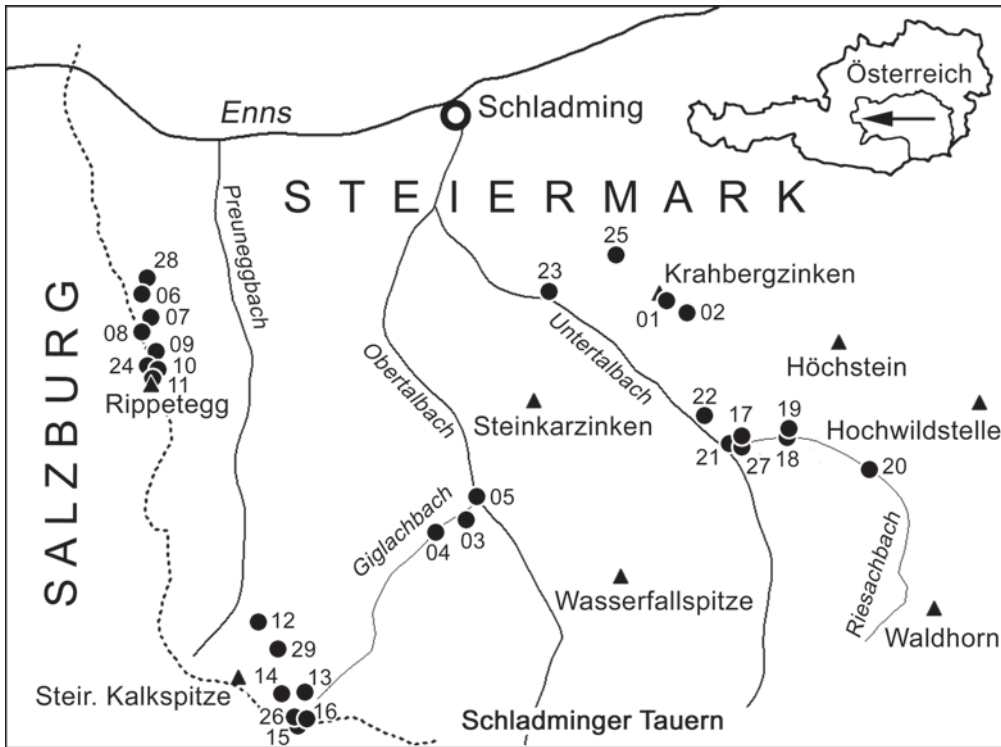 Österreich
Enns
Schladming
STEIERMARK
Preuneggbach
SALZBURG
28
06
07
08
09
24
10
11
Rippetegg
25
23
Krahbergzinken
01
02
Untertalbach
Obertalbach
Höchstein
Steinkarzinken
22
17
19
Hochwildstelle
21
27
18
20
05
Giglachbach
04
03
Wasserfallspitze
Riesachbach
Waldhorn
12
29
14
13
Steir. Kalkspitze
26
16
15
Schladminger Tauern